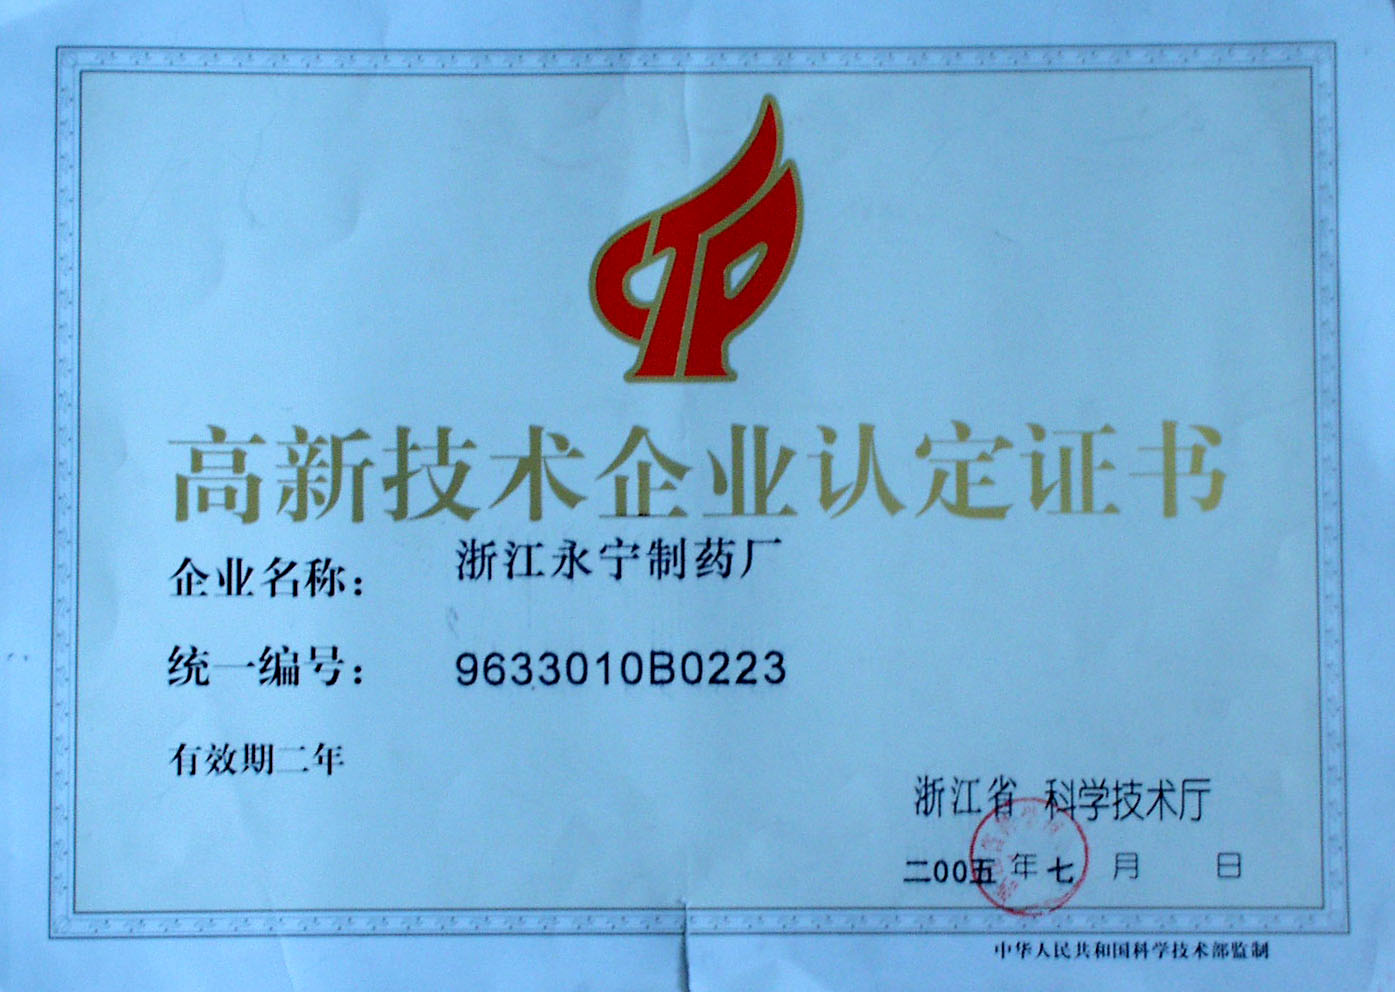 CTP
高新技术企业认定证书
企业名称： 浙江永宁制药厂
统一编号： 9633010B0223
有效期二年
浙江省 科学技术厅
二00五 年 七 月 日
中华人民共和国科学技术部监制